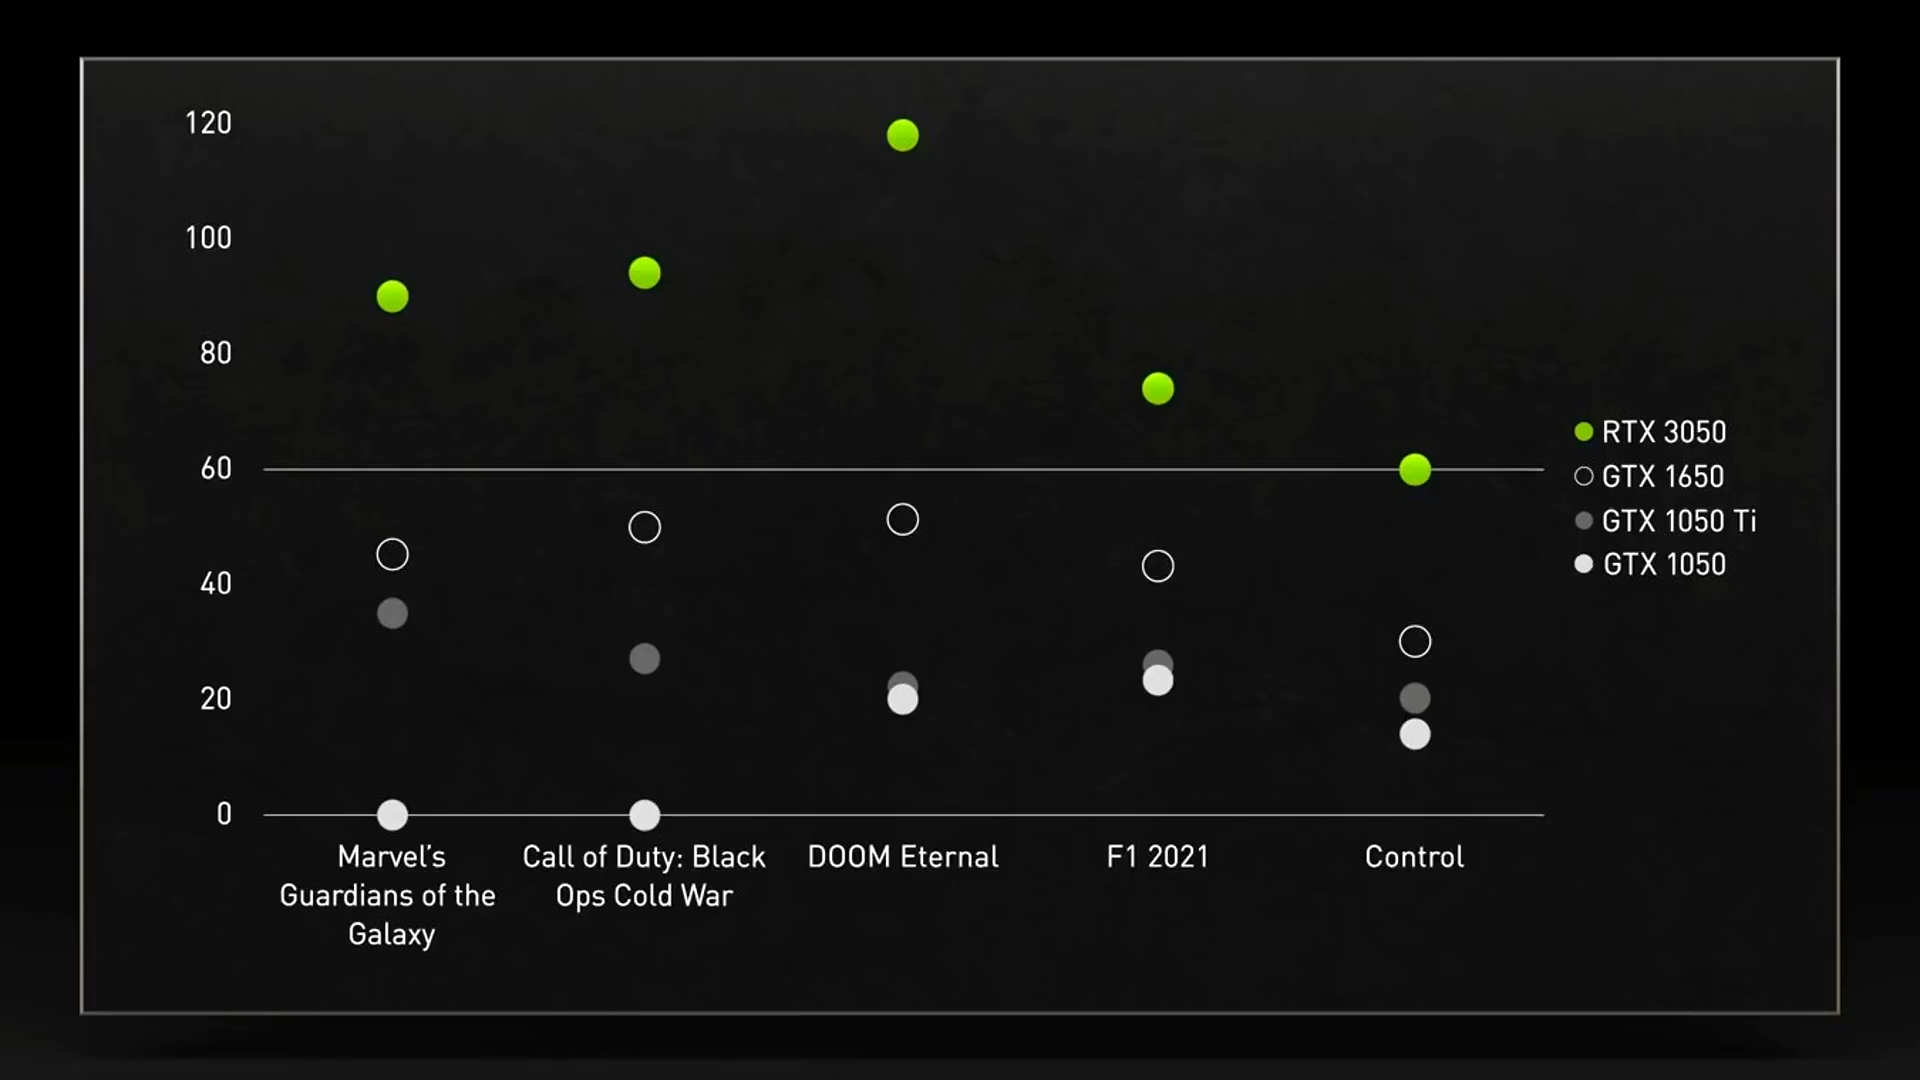 120
100
80
60
40
20
0
Marvel's
Guardians of the
Galaxy
Call of Duty: Black
Ops Cold War
DOOM Eternal
F1 2021
Control
RTX 3050
GTX 1650
GTX 1050 Ti
GTX 1050